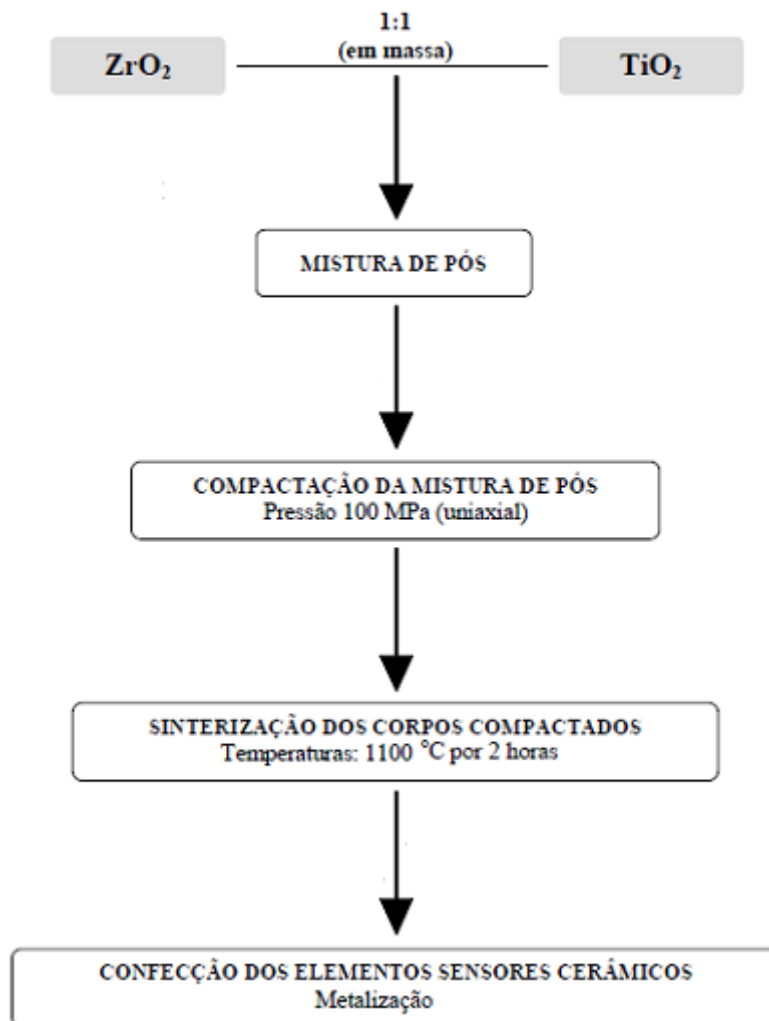 1:1
(em massa)
ZrO₂
TiO₂
MISTURA DE PÓS
COMPACTAÇÃO DA MISTURA DE PÓS
Pressão 100 MPa (uniaxial)
SINTERIZAÇÃO DOS CORPOS COMPACTADOS
Temperaturas: 1100 °C por 2 horas
CONFECÇÃO DOS ELEMENTOS SENSORES CERÂMICOS
Metalização